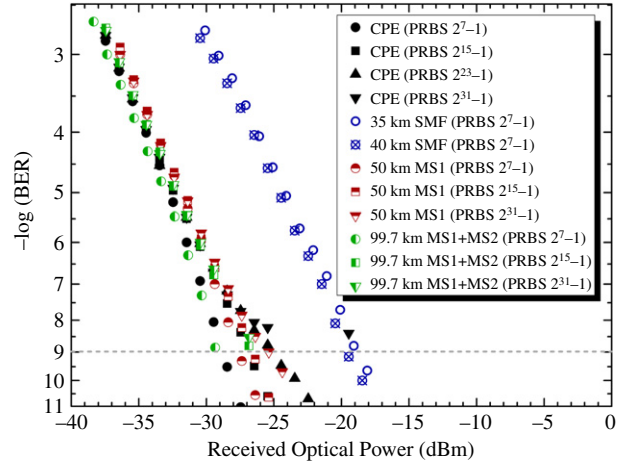 3
4
5
6
7
8
9
10
11
–log (BER)
−40 −35 −30 −25 −20 −15 −10 −5 0
Received Optical Power (dBm)
CPE (PRBS 2⁷–1)
CPE (PRBS 2¹⁵–1)
CPE (PRBS 2²³–1)
CPE (PRBS 2³¹–1)
35 km SMF (PRBS 2⁷–1)
40 km SMF (PRBS 2⁷–1)
50 km MS1 (PRBS 2⁷–1)
50 km MS1 (PRBS 2¹⁵–1)
50 km MS1 (PRBS 2³¹–1)
99.7 km MS1+MS2 (PRBS 2⁷–1)
99.7 km MS1+MS2 (PRBS 2¹⁵–1)
99.7 km MS1+MS2 (PRBS 2³¹–1)